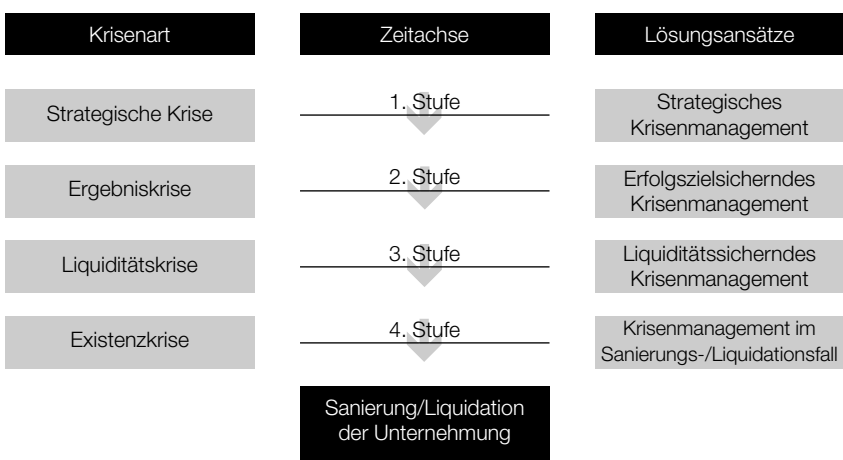 Krisenart
Zeitachse
Lösungsansätze
Strategische Krise
1. Stufe
Strategisches
Krisenmanagement
Ergebniskrise
2. Stufe
Erfolgszielsicherndes
Krisenmanagement
Liquiditätskrise
3. Stufe
Liquiditätssicherndes
Krisenmanagement
Existenzkrise
4. Stufe
Krisenmanagement im
Sanierungs-/Liquidationsfall
Sanierung/Liquidation
der Unternehmung